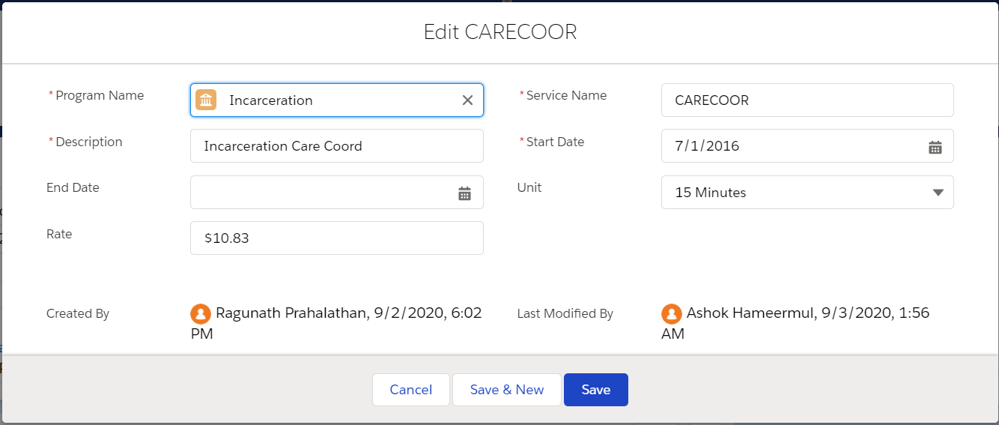 Edit CARECOOR
* Program Name
Incarceration
* Service Name
CARECOOR
* Description
Incarceration Care Coord
* Start Date
7/1/2016
End Date
Unit
15 Minutes
Rate
$10.83
Created By
Ragunath Prahalathan, 9/2/2020, 6:02
PM
Last Modified By
Ashok Hameermul, 9/3/2020, 1:56
AM
Cancel
Save & New
Save